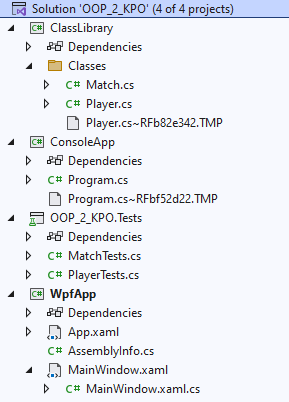 Solution 'OOP_2_KPO' (4 of 4 projects)
C# ClassLibrary
Dependencies
Classes
C# Match.cs
C# Player.cs
Player.cs~RFb82e342.TMP
C# ConsoleApp
Dependencies
C# Program.cs
Program.cs~RFbf52d22.TMP
OOP_2_KPO.Tests
Dependencies
C# MatchTests.cs
C# PlayerTests.cs
C# WpfApp
Dependencies
App.xaml
C# AssemblyInfo.cs
MainWindow.xaml
C# MainWindow.xaml.cs